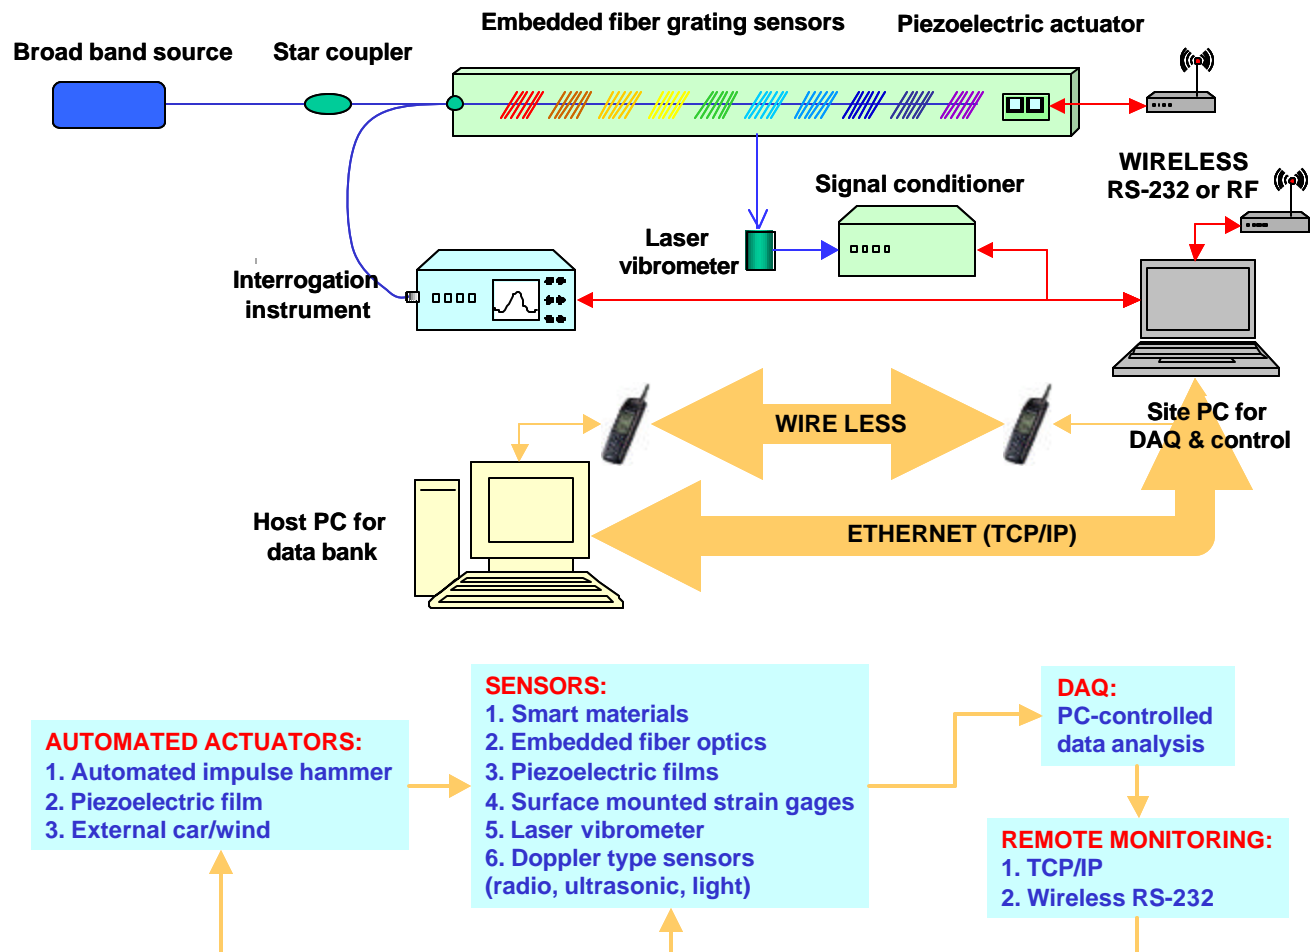 Embedded fiber grating sensors
Piezoelectric actuator
Broad band source
Star coupler
WIRELESS
RS-232 or RF
Signal conditioner
Laser
vibrometer
Interrogation
instrument
WIRE LESS
Site PC for
DAQ & control
Host PC for
data bank
ETHERNET (TCP/IP)
AUTOMATED ACTUATORS:
1. Automated impulse hammer
2. Piezoelectric film
3. External car/wind
SENSORS:
1. Smart materials
2. Embedded fiber optics
3. Piezoelectric films
4. Surface mounted strain gages
5. Laser vibrometer
6. Doppler type sensors
(radio, ultrasonic, light)
DAQ:
PC-controlled
data analysis
REMOTE MONITORING:
1. TCP/IP
2. Wireless RS-232